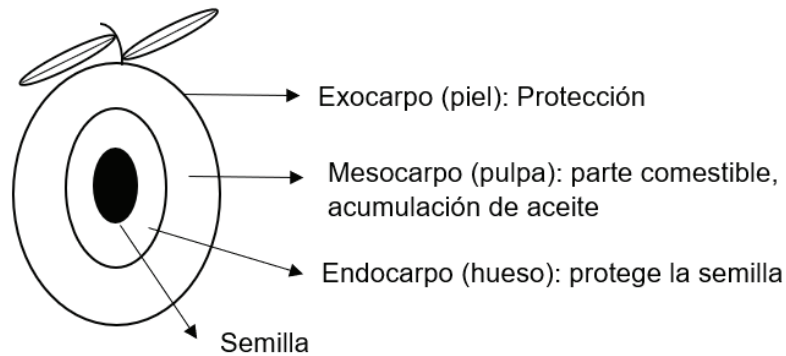 Exocarpo (piel): Protección
Mesocarpo (pulpa): parte comestible,
acumulación de aceite
Endocarpo (hueso): protege la semilla
Semilla